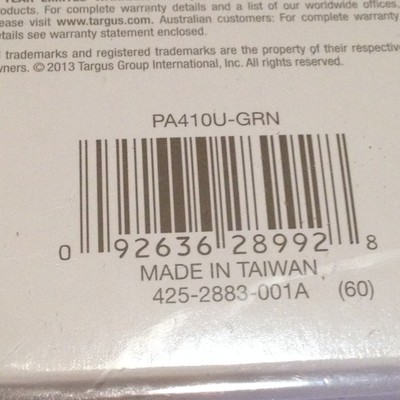 products. For complete warranty details and a list of our worldwide offices,
please visit www.targus.com. Australian customers: For complete warranty
details see warranty statement enclosed.
trademarks and registered trademarks are the property of their respective
owners. © 2013 Targus Group International, Inc. All rights reserved.
PA410U-GRN
0 92636 28992 8
MADE IN TAIWAN
425-2883-001A (60)